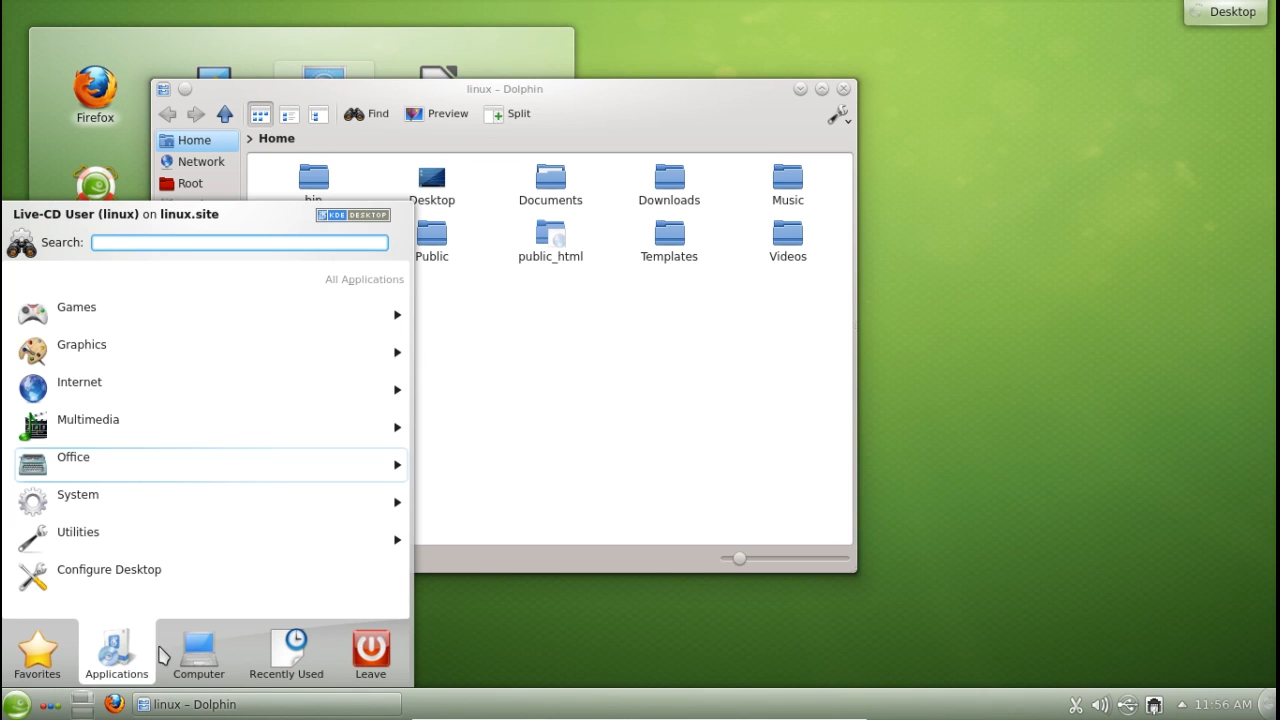 Desktop
Firefox
linux – Dolphin
Find
Preview
Split
Home
Network
Root
> Home
Desktop
Documents
Downloads
Music
Public
public_html
Templates
Videos
Live-CD User (linux) on linux.site
KDE DESKTOP
Search:
All Applications
Games
Graphics
Internet
Multimedia
Office
System
Utilities
Configure Desktop
Favorites
Applications
Computer
Recently Used
Leave
linux – Dolphin
11:56 AM